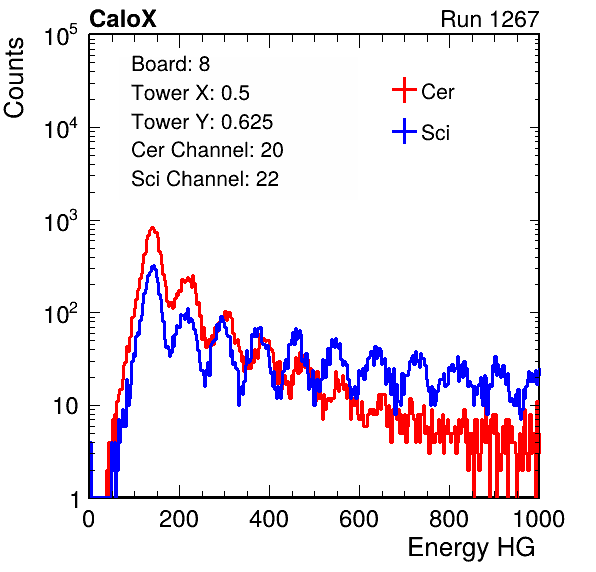 CaloX Run 1267
Counts
10^5
10^4
10^3
10^2
10
1
Board: 8
Tower X: 0.5
Tower Y: 0.625
Cer Channel: 20
Sci Channel: 22
Cer
Sci
0 200 400 600 800 1000
Energy HG